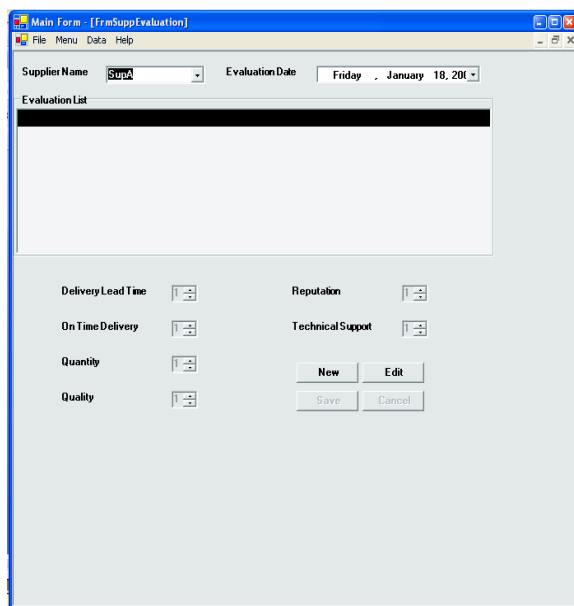 Main Form - [FrmSuppEvaluation]
File Menu Data Help
Supplier Name SupA Evaluation Date Friday , January 18, 200
Evaluation List
Delivery Lead Time 1 Reputation 1
On Time Delivery 1 Technical Support 1
Quantity 1
New Edit
Quality 1
Save Cancel